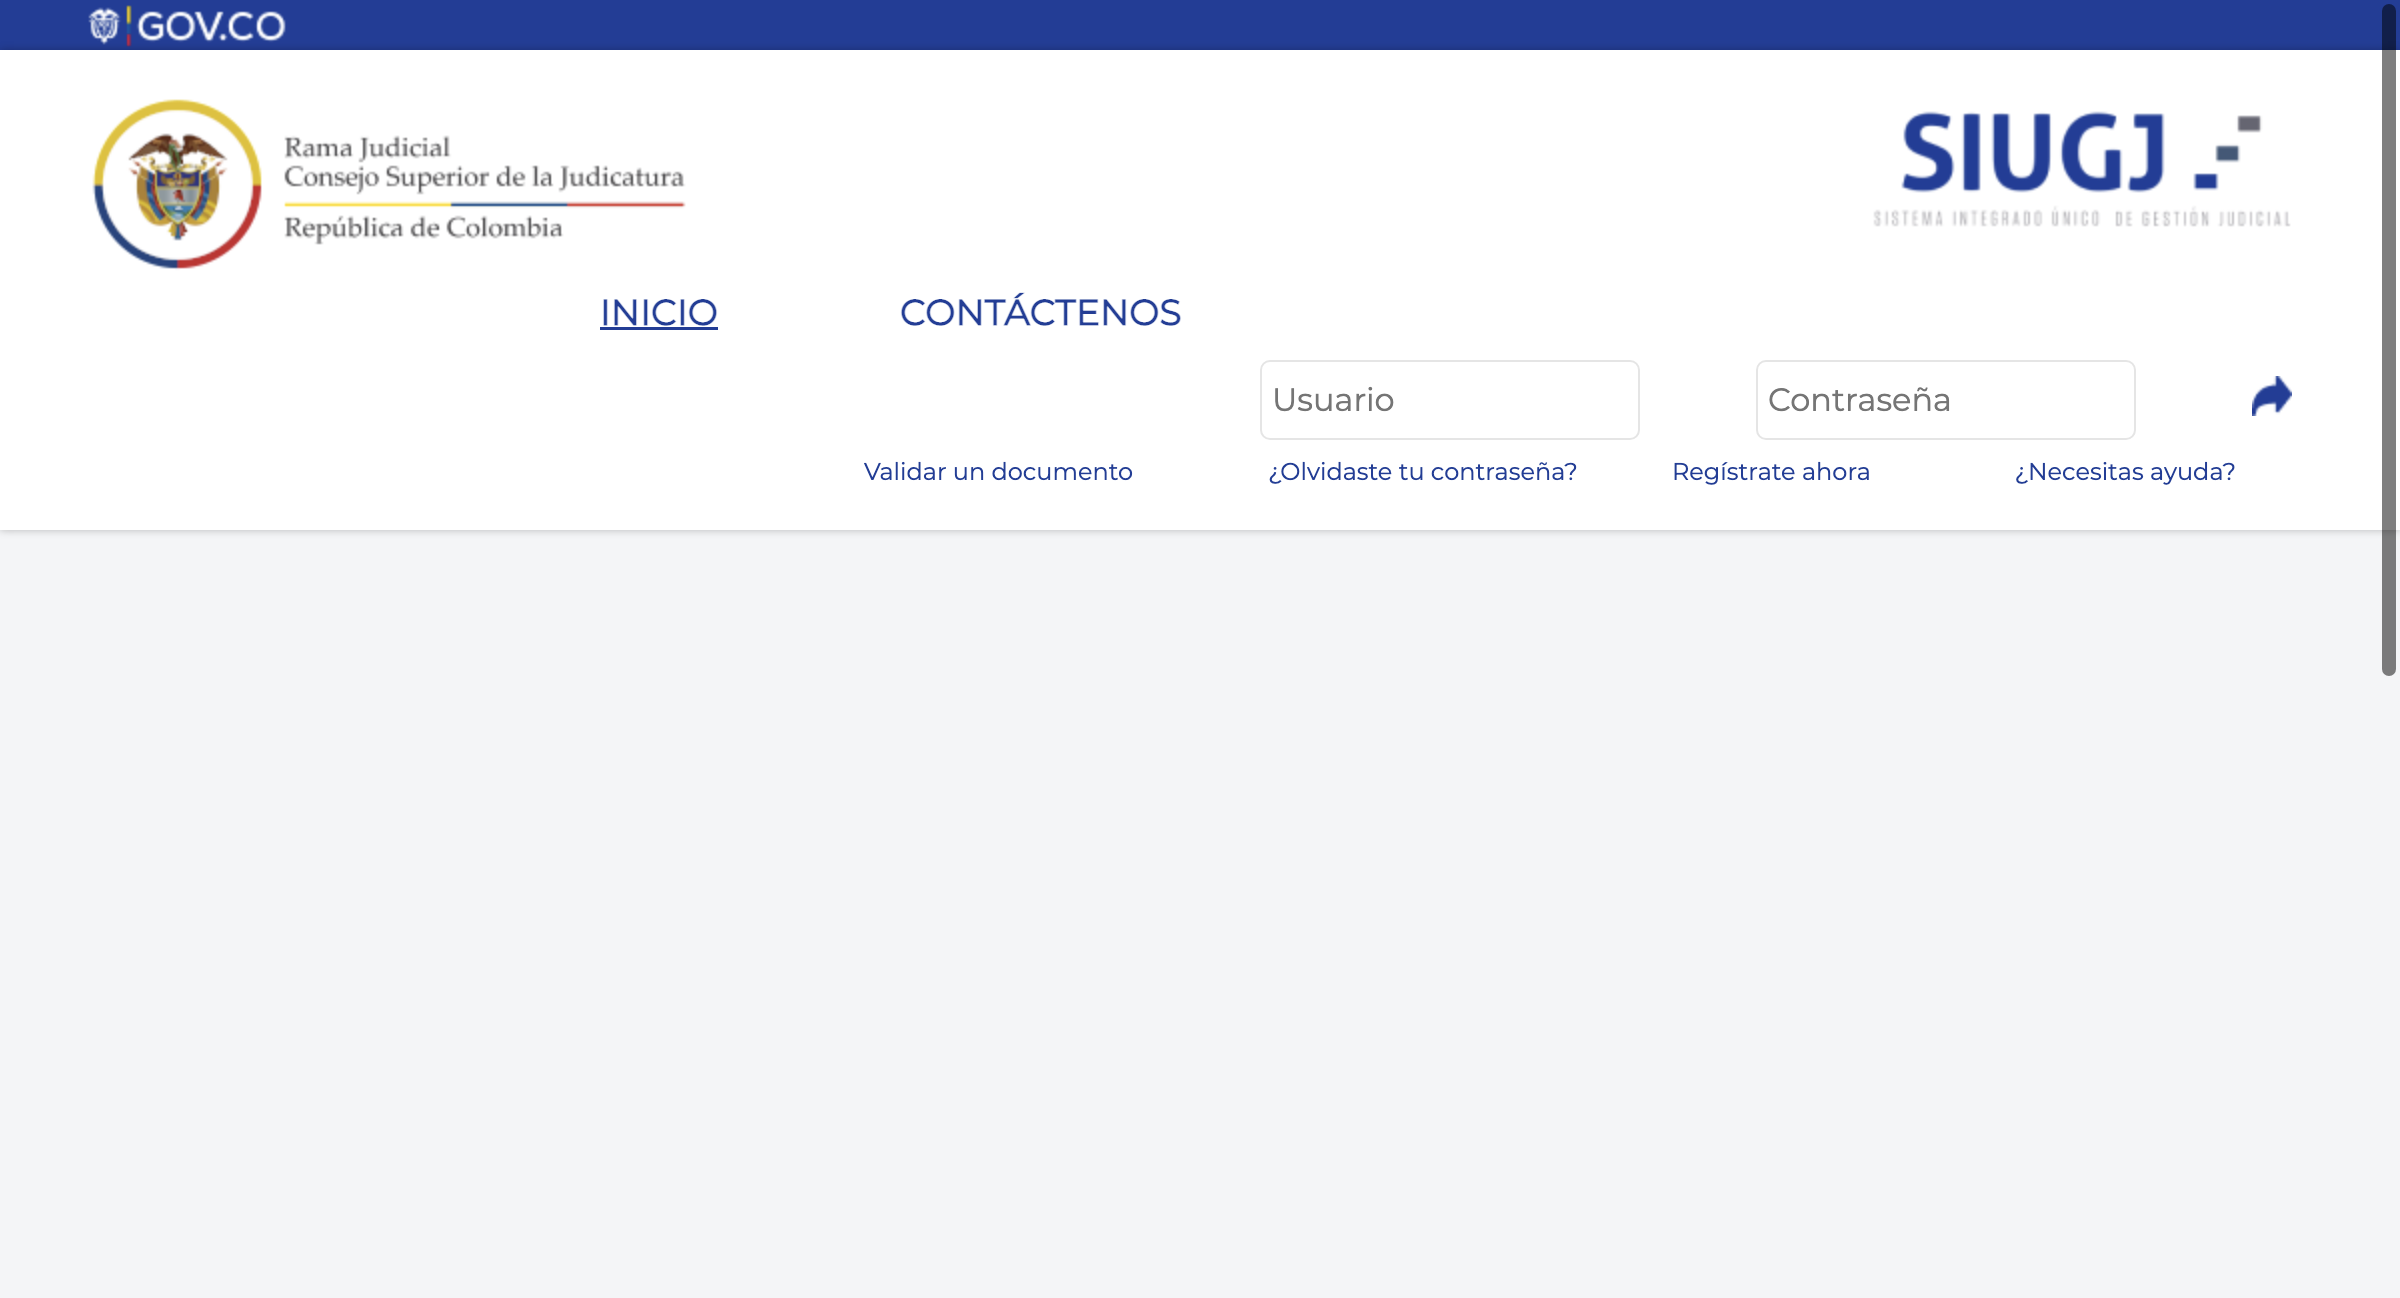 GOV.CO
Rama Judicial
Consejo Superior de la Judicatura
República de Colombia
SIUGJ
SISTEMA INTEGRADO ÚNICO DE GESTIÓN JUDICIAL
INICIO
CONTÁCTENOS
Usuario
Contraseña
Validar un documento
¿Olvidaste tu contraseña?
Regístrate ahora
¿Necesitas ayuda?